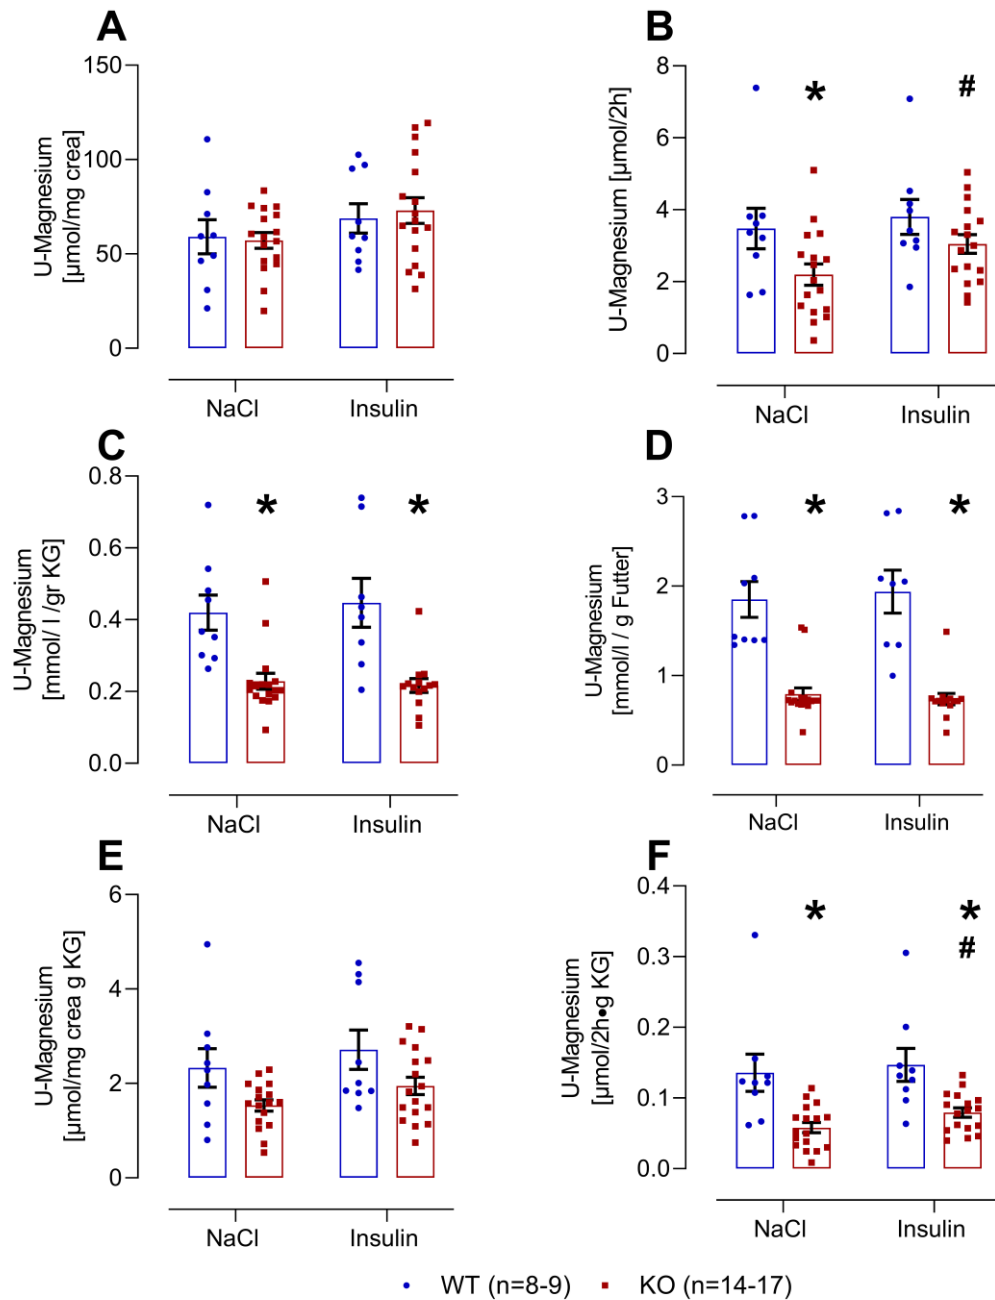 A
U-Magnesium
[µmol/mg crea]
150
100
50
0
NaCl
Insulin
B
U-Magnesium [µmol/2h]
8
6
4
2
0
*
#
NaCl
Insulin
C
U-Magnesium
[mmol/ l /gr KG]
0.8
0.6
0.4
0.2
0.0
*
*
NaCl
Insulin
D
U-Magnesium
[mmol/l / g Futter]
3
2
1
0
*
*
NaCl
Insulin
E
U-Magnesium
[µmol/mg crea g KG]
6
4
2
0
NaCl
Insulin
F
U-Magnesium
[µmol/2h•g KG]
0.4
0.3
0.2
0.1
0.0
*
*
#
NaCl
Insulin
WT (n=8-9) KO (n=14-17)